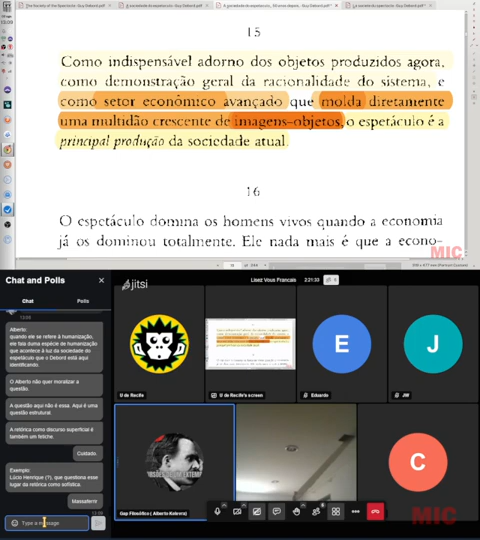 15
Como indispensável adorno dos objetos produzidos agora,
como demonstração geral da racionalidade do sistema, e
como setor econômico avançado que molda diretamente
uma multidão crescente de imagens-objetos, o espetáculo é a
principal produção da sociedade atual.
16
O espetáculo domina os homens vivos quando a economia
já os dominou totalmente. Ele nada mais é que a econo-
MIC
Chat and Polls
Chat
Polls
Alberto:
quando ele se refere à humanização,
ele fala duma espécie de humanização
que acontece à luz da sociedade do
espetáculo que o Debord está aqui
identificando.
O Alberto não quer moralizar a
questão.
A questão aqui não é essa. Aqui é uma
questão estrutural.
A retórica como discurso superficial é
também um fetiche.
Cuidado.
Exemplo:
Lúcio Henrique (?), que questiona esse
lugar da retórica como sofística.
Massaferrir
Type a message
jitsi
Lisez Vous Francais
2:21:33
U de Recife
U de Recife's screen
E
Eduardo
J
JW
Gap Filosófico ( Alberto Kelevra)
C
MIC